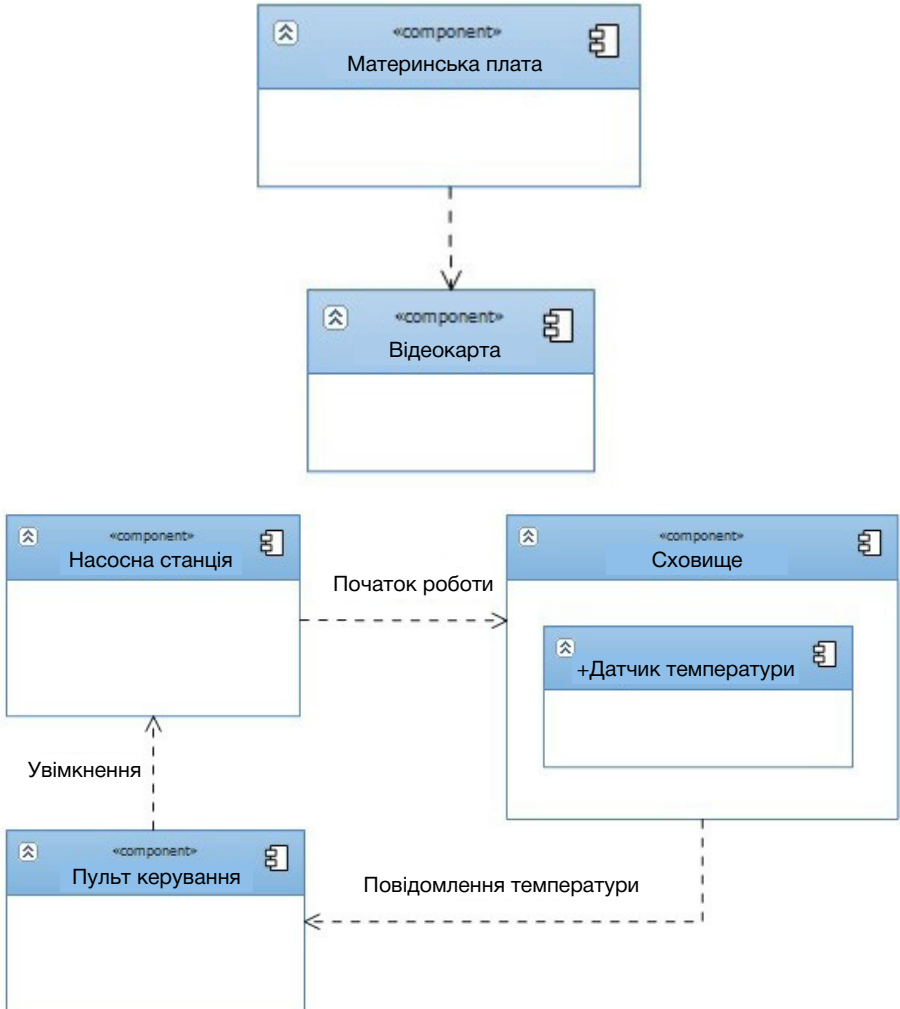 «component»
Материнська плата
«component»
Відеокарта
«component»
Насосна станція
«component»
Сховище
Початок роботи
+Датчик температури
Увімкнення
«component»
Пульт керування
Повідомлення температури